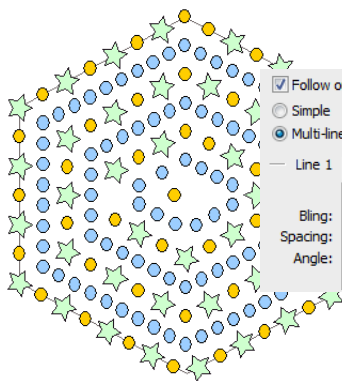 Follow o
Simple
Multi-line
Line 1
Bling:
Spacing:
Angle: